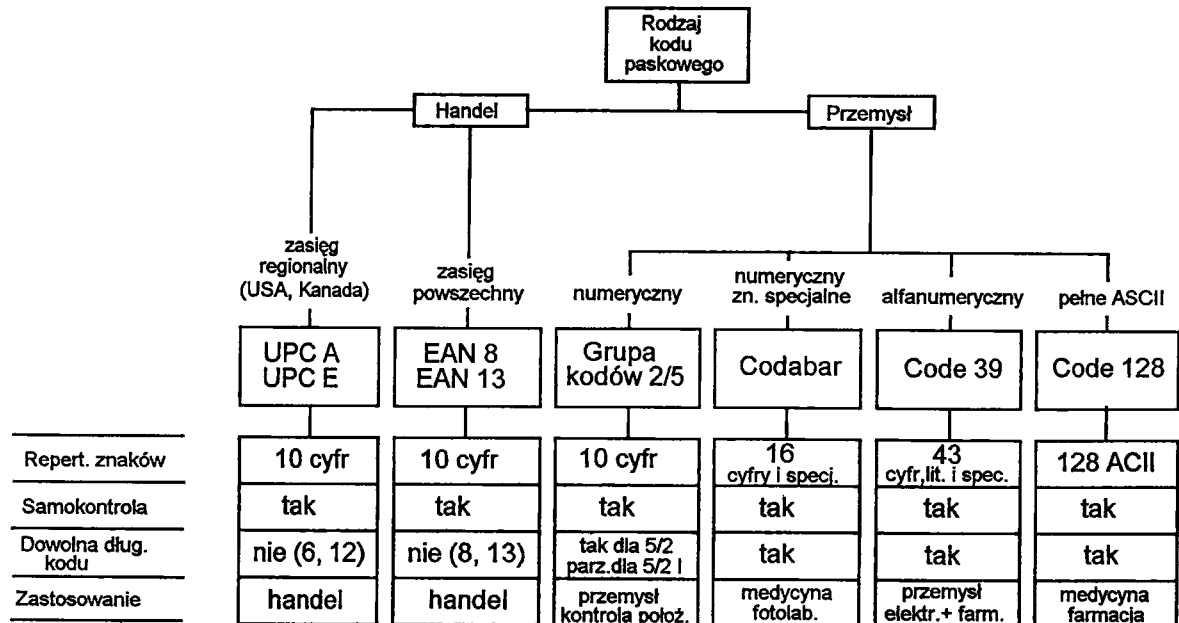 Rodzaj
kodu
paskowego
Handel
Przemysł
zasięg
regionalny
(USA, Kanada)
zasięg
powszechny
numeryczny
numeryczny
zn. specjalne
alfanumeryczny
pełne ASCII
UPC A
UPC E
EAN 8
EAN 13
Grupa
kodów 2/5
Codabar
Code 39
Code 128
Repert. znaków
10 cyfr
10 cyfr
10 cyfr
16
cyfry i specj.
43
cyfr,lit. i spec.
128 ACII
Samokontrola
tak
tak
tak
tak
tak
tak
Dowolna dług.
kodu
nie (6, 12)
nie (8, 13)
tak dla 5/2
parz.dla 5/2 I
tak
tak
tak
Zastosowanie
handel
handel
przemysł
kontrola położ.
medycyna
fotolab.
przemysł
elektr.+ farm.
medycyna
farmacja